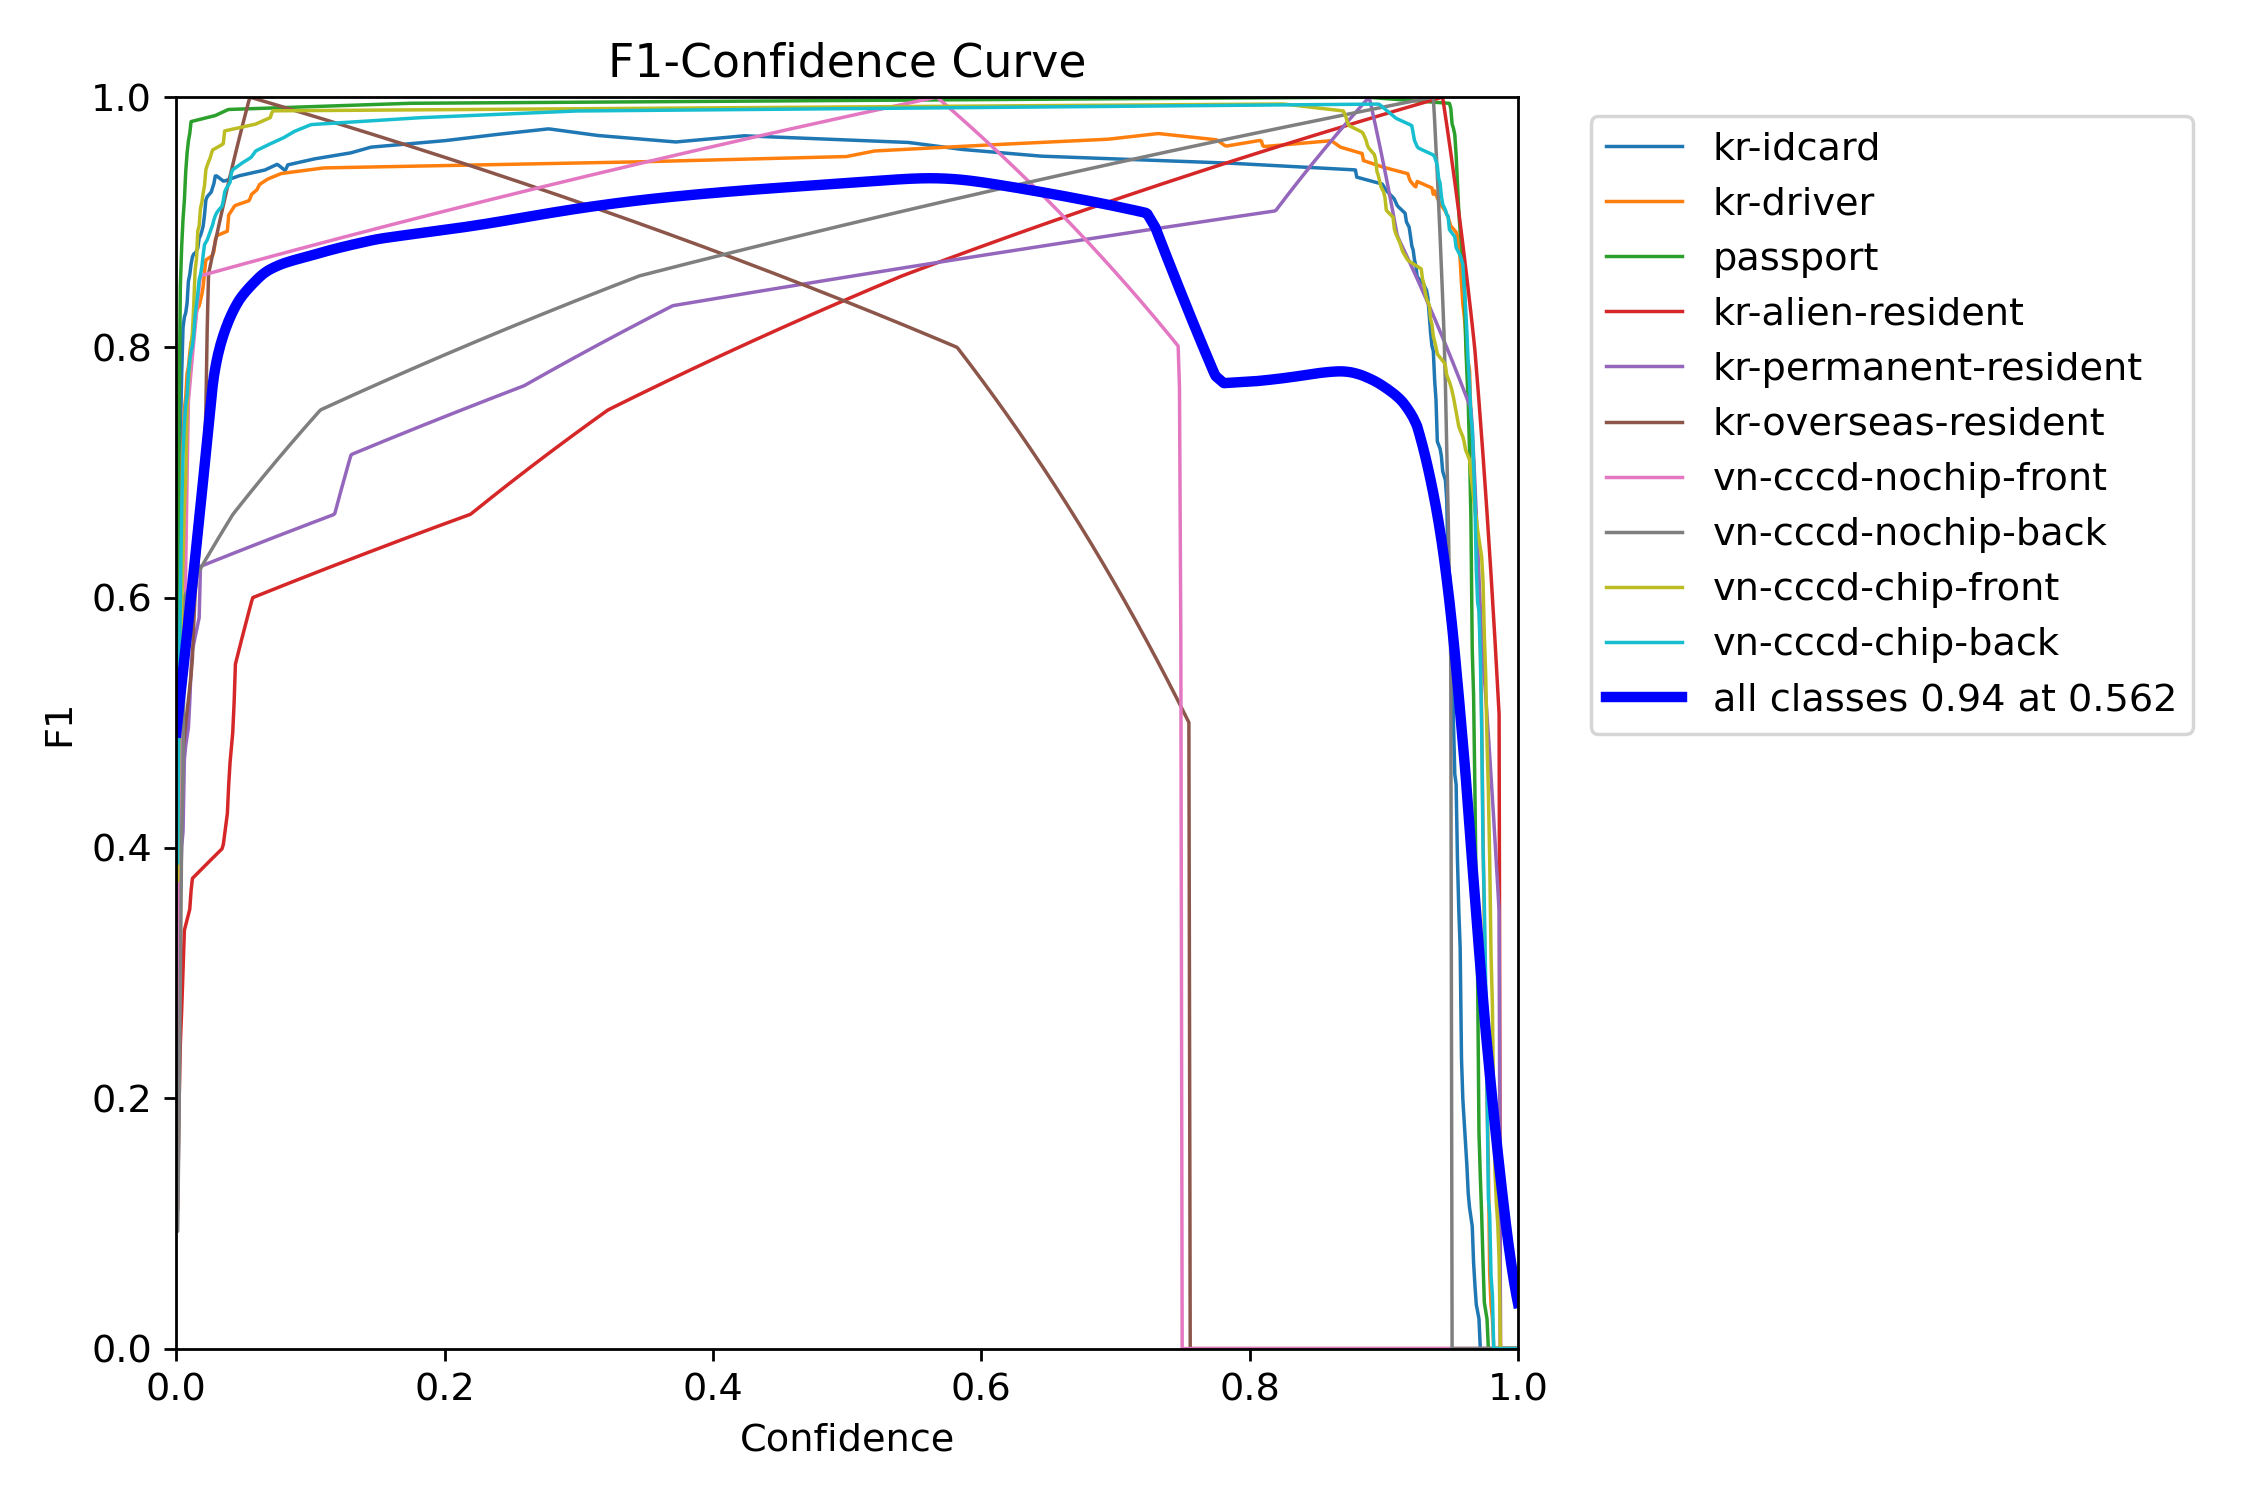 F1-Confidence Curve
1.0
0.8
0.6
0.4
0.2
0.0
F1
0.0 0.2 0.4 0.6 0.8 1.0
Confidence
kr-idcard
kr-driver
passport
kr-alien-resident
kr-permanent-resident
kr-overseas-resident
vn-cccd-nochip-front
vn-cccd-nochip-back
vn-cccd-chip-front
vn-cccd-chip-back
all classes 0.94 at 0.562